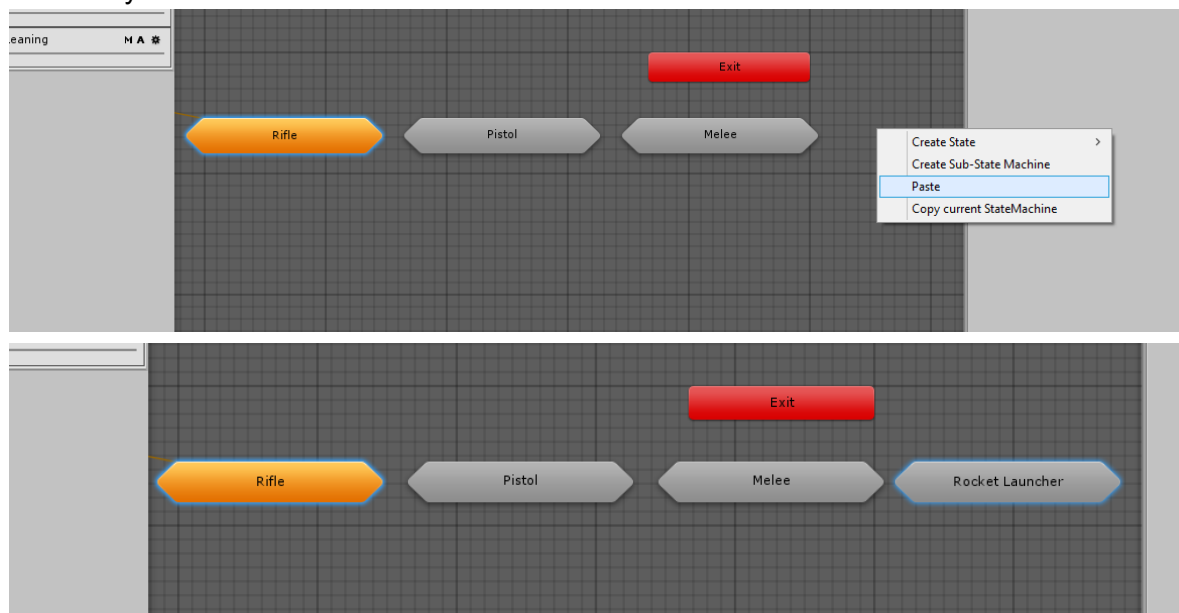 eaning M A
Exit
Rifle Pistol Melee
Create State >
Create Sub-State Machine
Paste
Copy current StateMachine
Exit
Rifle Pistol Melee Rocket Launcher